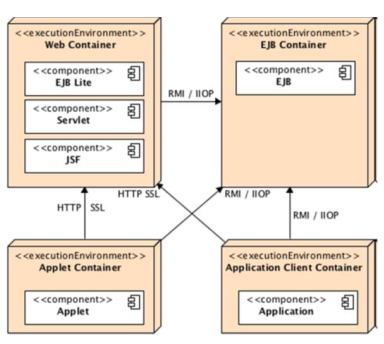 <<executionEnvironment>>
Web Container
<<component>>
EJB Lite
<<component>>
Servlet
<<component>>
JSF
RMI / IIOP
<<executionEnvironment>>
EJB Container
<<component>>
EJB
HTTP SSL
HTTP SSL
RMI / IIOP
RMI / IIOP
<<executionEnvironment>>
Applet Container
<<component>>
Applet
<<executionEnvironment>>
Application Client Container
<<component>>
Application